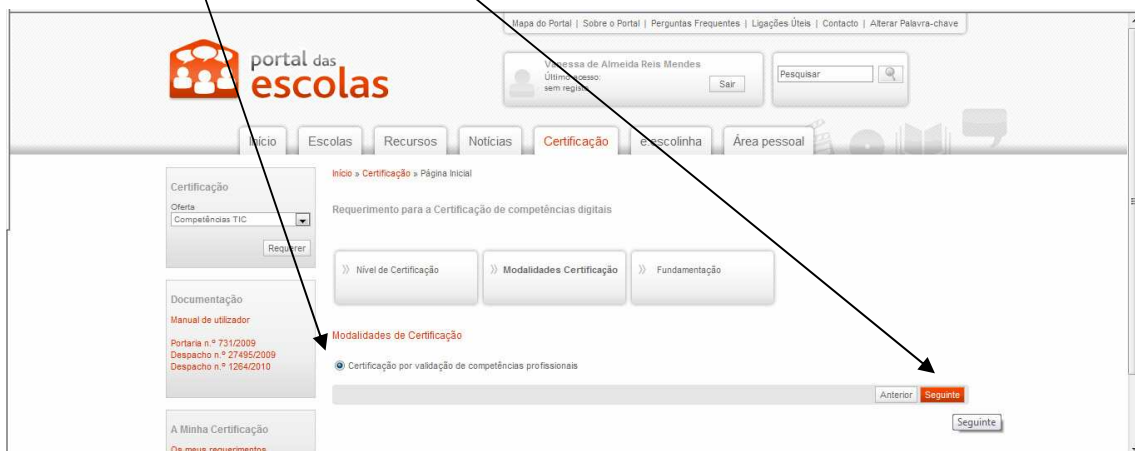 Mapa do Portal | Sobre o Portal | Perguntas Frequentes | Ligações Úteis | Contacto | Alterar Palavra-chave
portal das
escolas
Vanessa de Almeida Reis Mendes
Último acesso:
sem registo
Sair
Pesquisar
Início
Escolas
Recursos
Notícias
Certificação
e.escolinha
Área pessoal
Certificação
Oferta
Competências TIC
Requerer
Documentação
Manual de utilizador
Portaria n.º 731/2009
Despacho n.º 27495/2009
Despacho n.º 1264/2010
A Minha Certificação
Os meus requerimentos
Início » Certificação » Página Inicial
Requerimento para a Certificação de competências digitais
» Nível de Certificação
» Modalidades Certificação
» Fundamentação
Modalidades de Certificação
Certificação por validação de competências profissionais
Anterior
Seguinte
Seguinte